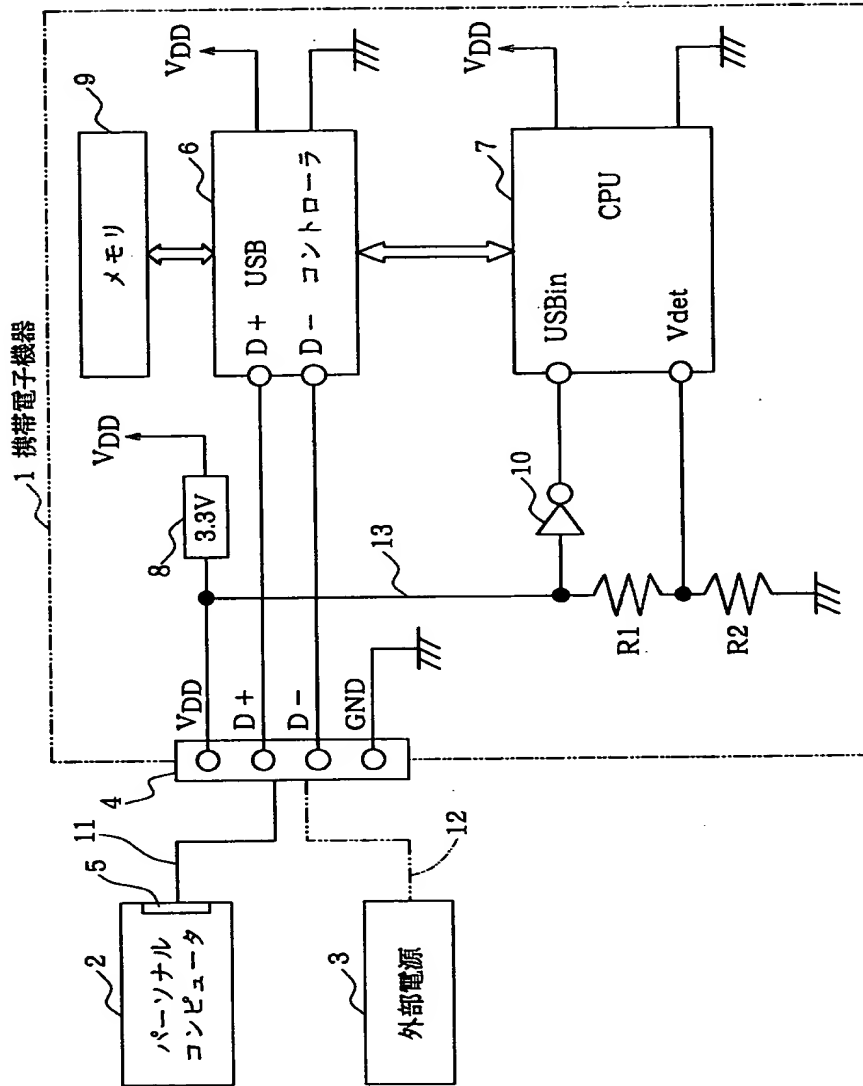 1 携帯電子機器
9
メモリ
VDD
6
USB
コントローラ
D+
D-
VDD
8
3.3V
7
CPU
USBin
Vdet
VDD
10
13
R1
R2
VDD
D+
D-
GND
4
11
5
2
パーソナル
コンピュータ
12
3
外部電源